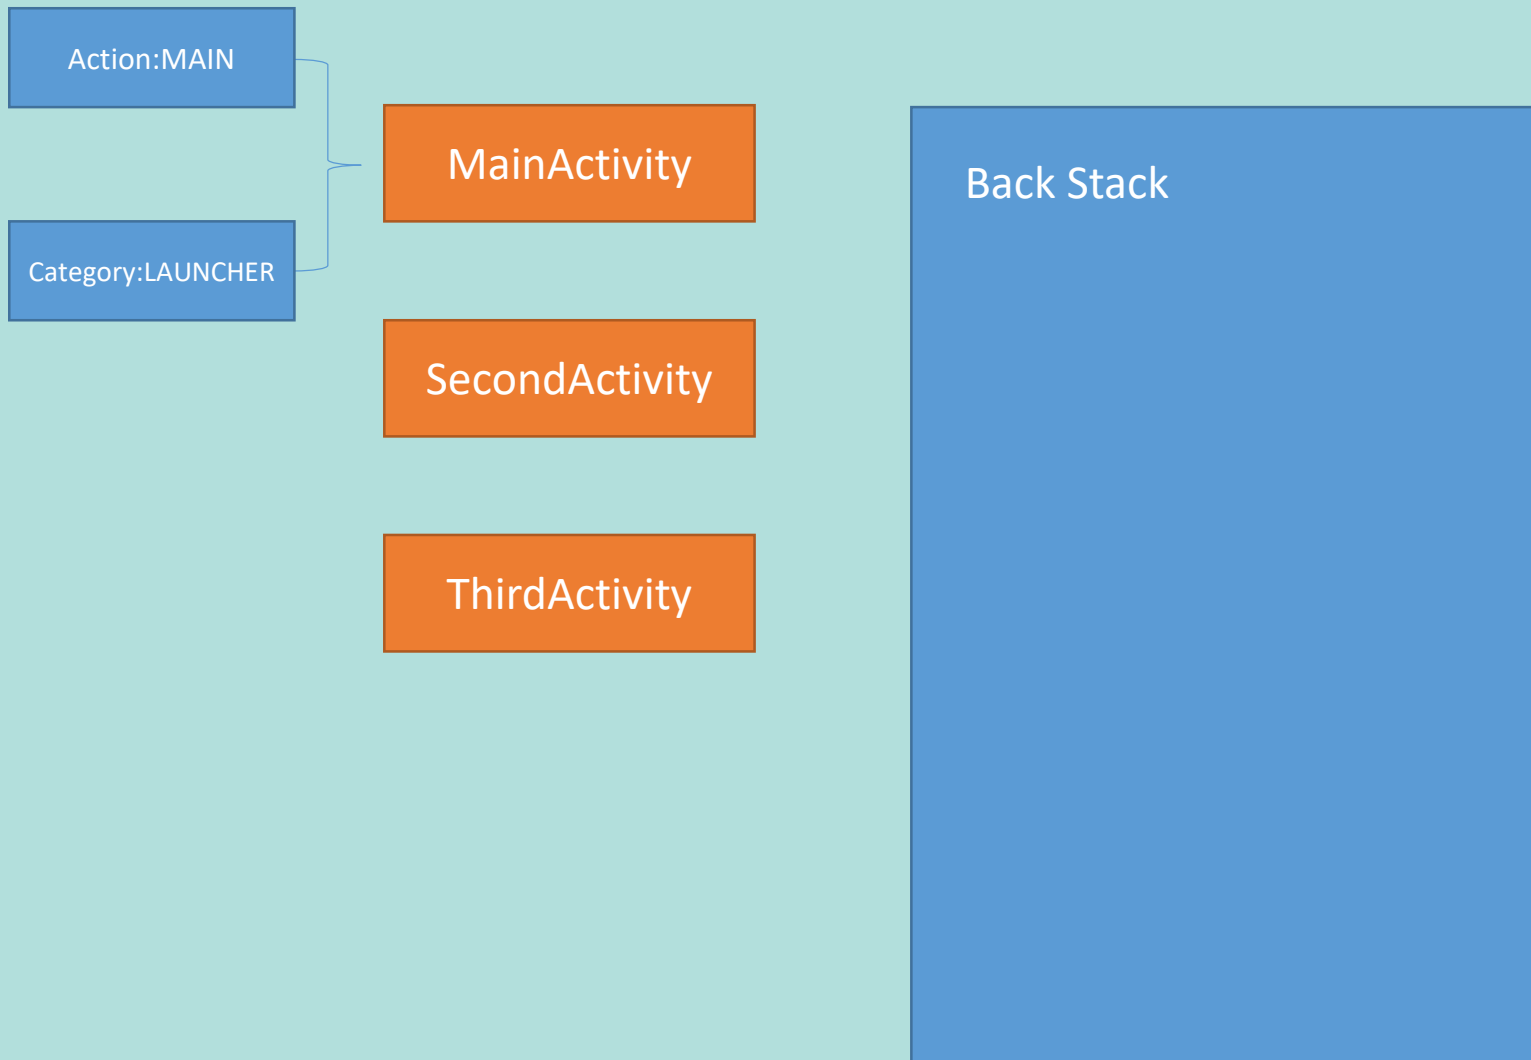 Action:MAIN
Category:LAUNCHER
MainActivity
SecondActivity
ThirdActivity
Back Stack